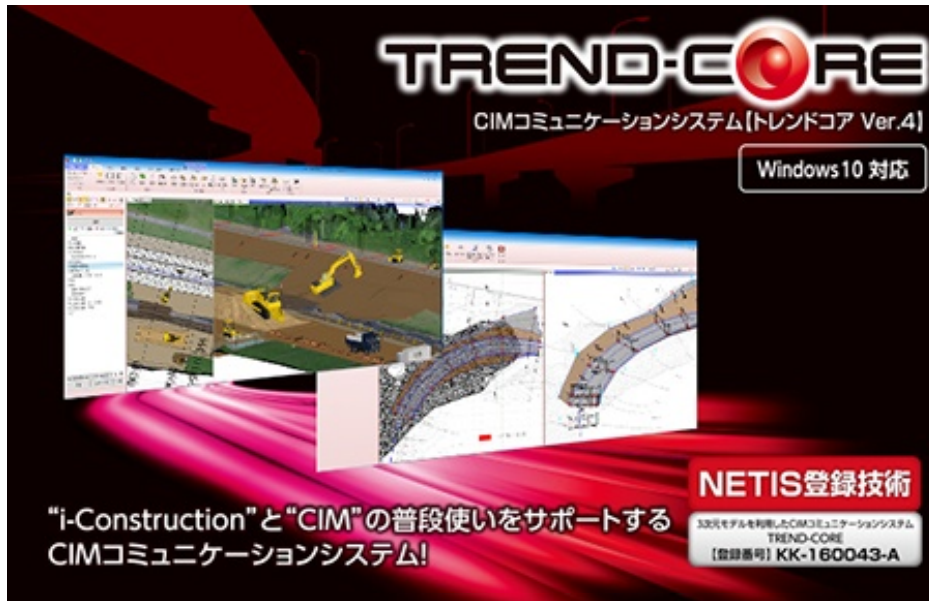 TREND-CORE
CIMコミュニケーションシステム【トレンドコア Ver.4】
Windows10 対応
NETIS登録技術
3次元モデルを利用したCIMコミュニケーションシステム
TREND-CORE
【登録番号】KK-160043-A
“i-Construction”と“CIM”の普段使いをサポートする
CIMコミュニケーションシステム!